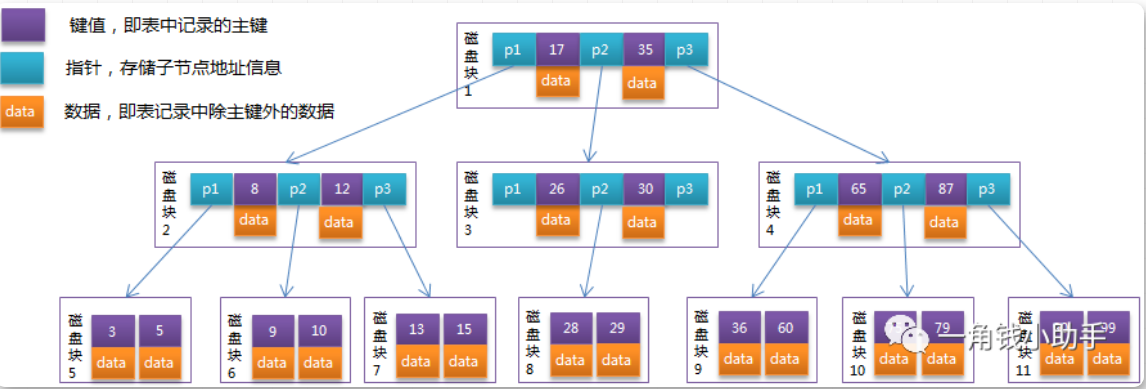 键值，即表中记录的主键
指针，存储子节点地址信息
data 数据，即表记录中除主键外的数据
磁盘块1
p1 17 p2 35 p3
data data
磁盘块2
p1 8 p2 12 p3
data data
磁盘块3
p1 26 p2 30 p3
data data
磁盘块4
p1 65 p2 87 p3
data data
磁盘块5
3 5
data data
磁盘块6
9 10
data data
磁盘块7
13 15
data data
磁盘块8
28 29
data data
磁盘块9
36 60
data data
磁盘块10
79
data data
磁盘块11
99
data data
一角钱小助手